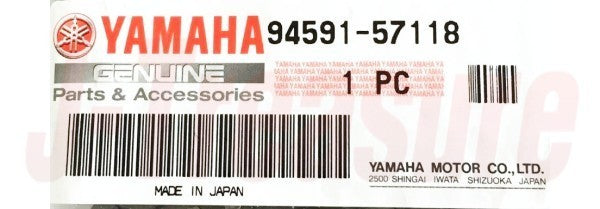 YAMAHA 94591-57118
GENUINE
Parts & Accessories
1 PC
MADE IN JAPAN
YAMAHA MOTOR CO.,LTD.
2500 SHINGAI IWATA SHIZUOKA JAPAN